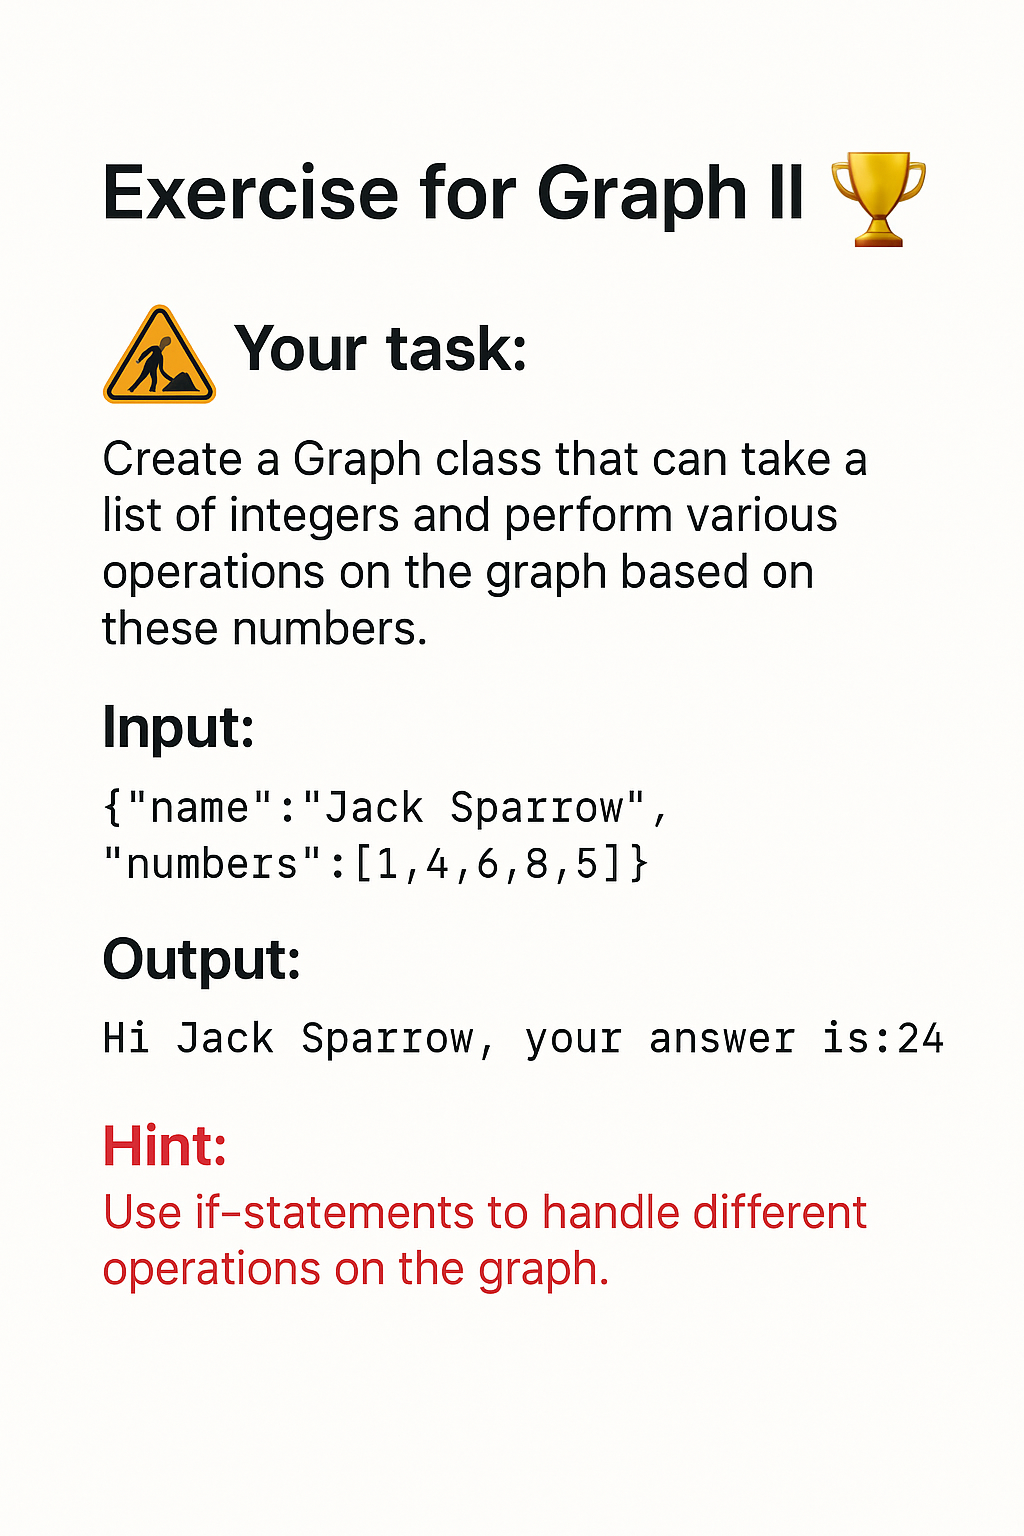 Exercise for Graph II
Your task:
Create a Graph class that can take a
list of integers and perform various
operations on the graph based on
these numbers.
Input:
{"name":"Jack Sparrow",
"numbers":[1,4,6,8,5]}
Output:
Hi Jack Sparrow, your answer is:24
Hint:
Use if–statements to handle different
operations on the graph.